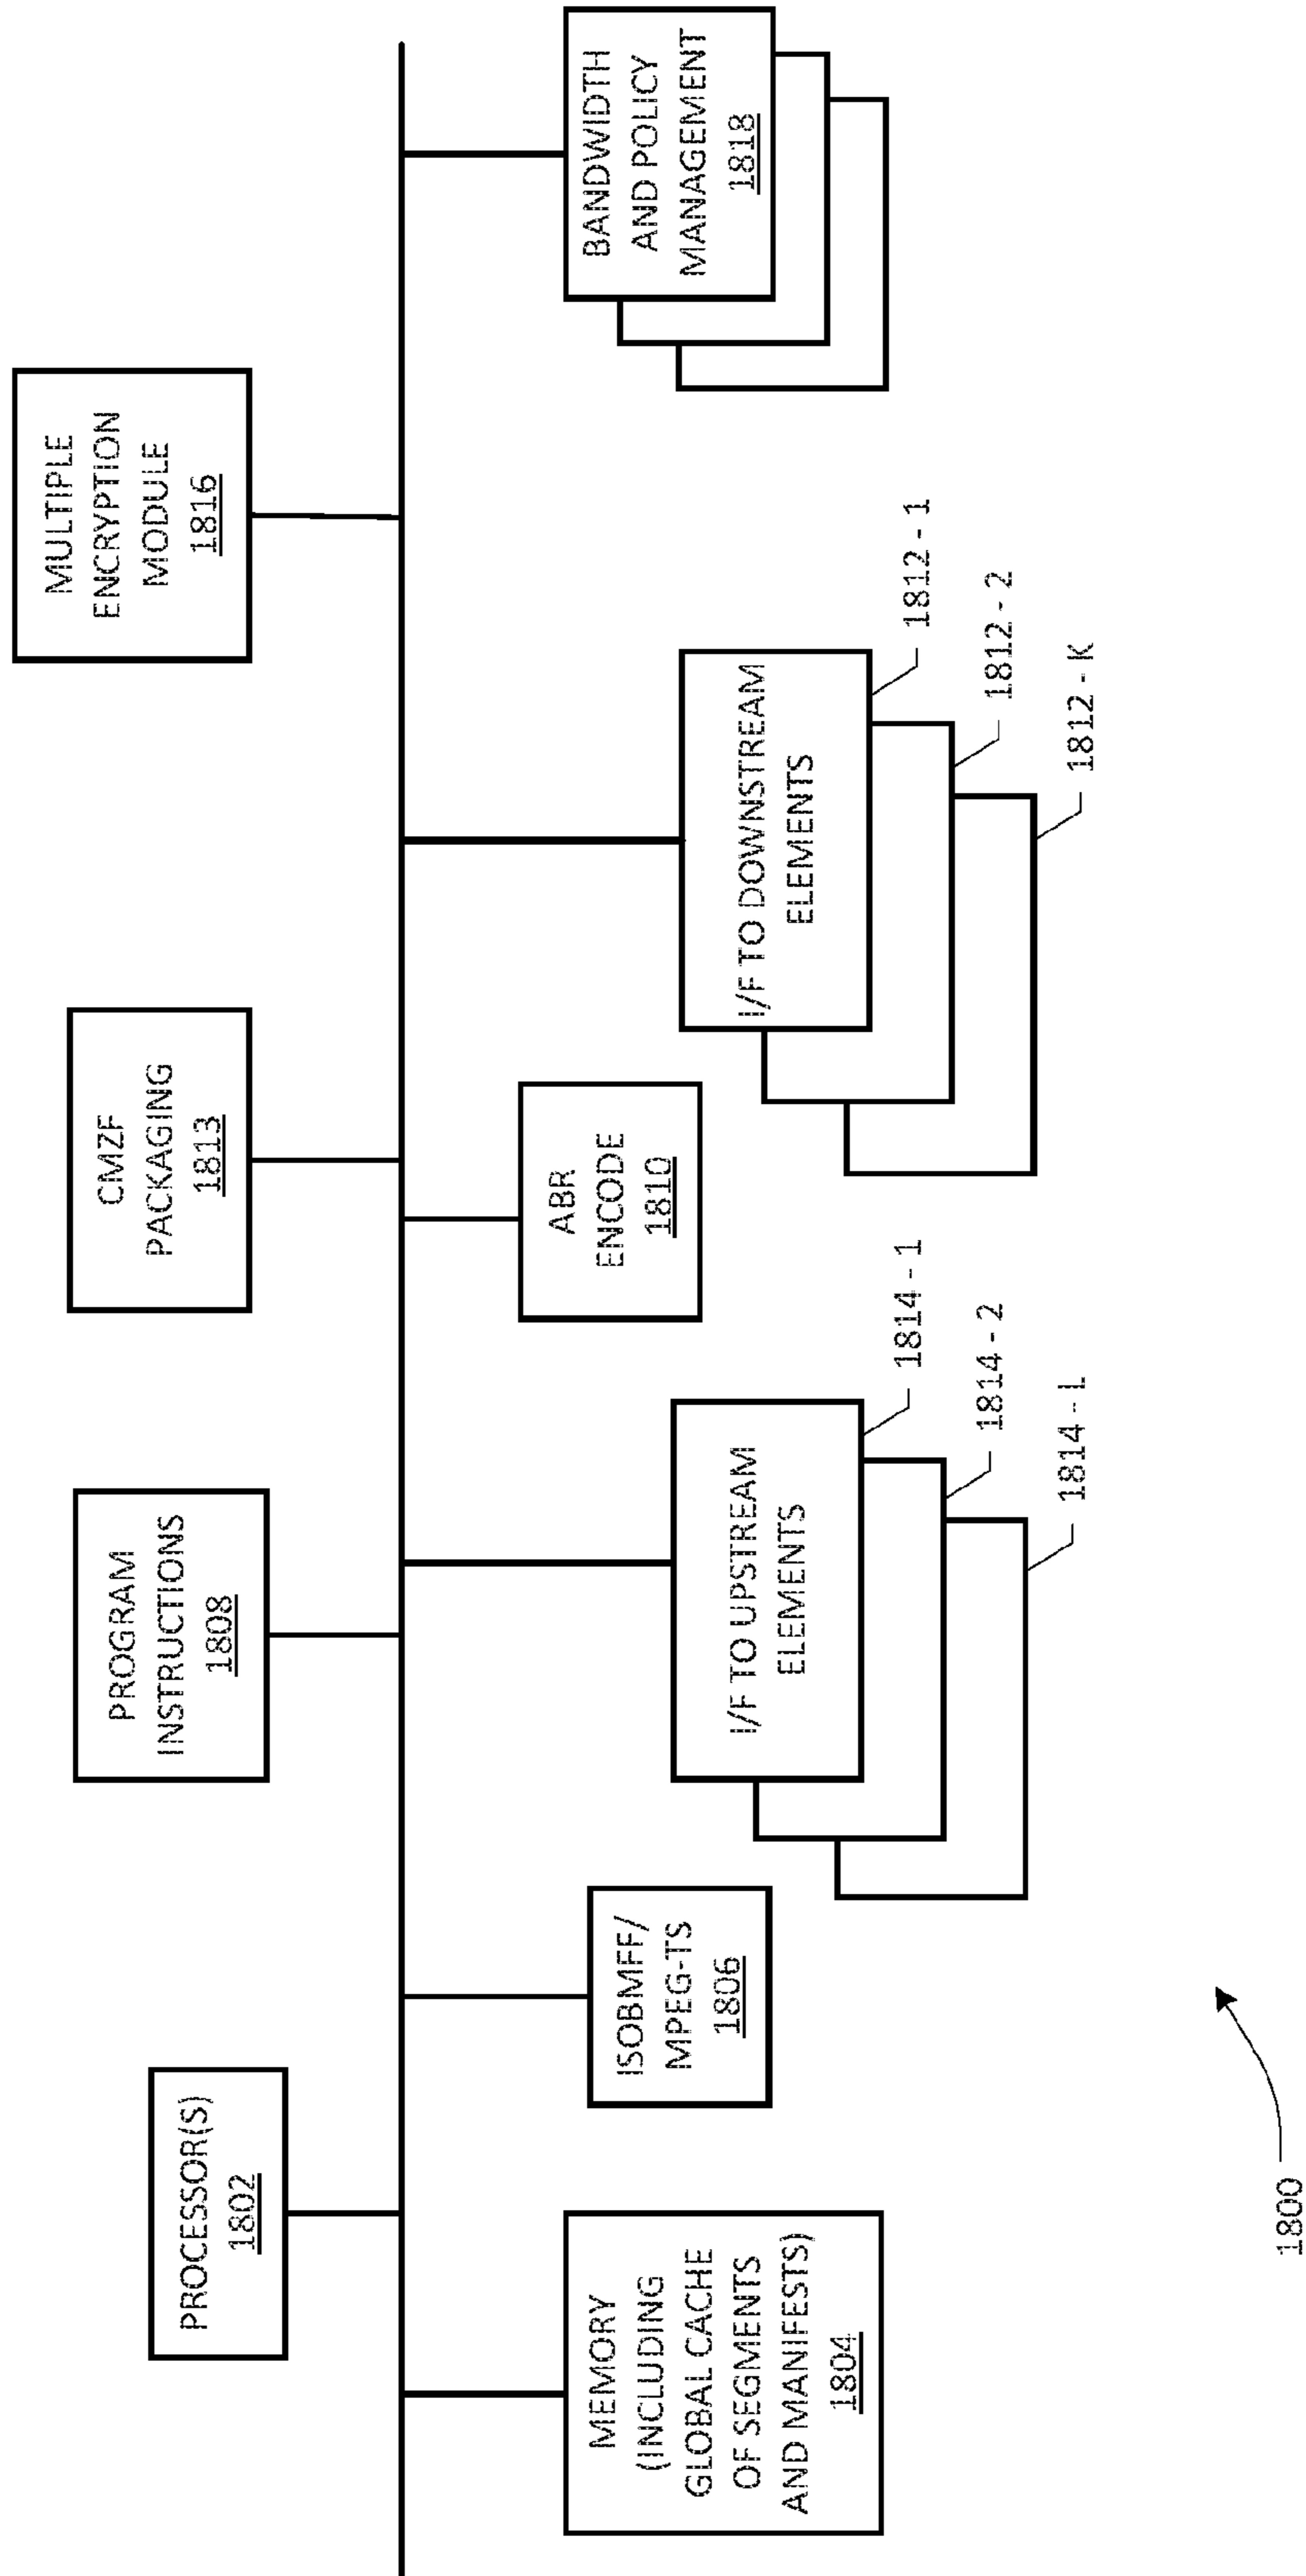 PROCESSOR(S)
1802
PROGRAM
INSTRUCTIONS
1808
CMZF
PACKAGING
1813
MULTIPLE
ENCRYPTION
MODULE
1816
MEMORY
(INCLUDING
GLOBAL CACHE
OF SEGMENTS
AND MANIFESTS)
1804
ISOBMFF/
MPEG-TS
1806
I/F TO UPSTREAM
ELEMENTS
1814 - 1
1814 - 2
1814 - L
ABR
ENCODE
1810
I/F TO DOWNSTREAM
ELEMENTS
1812 - 1
1812 - 2
1812 - K
BANDWIDTH
AND POLICY
MANAGEMENT
1818
1800